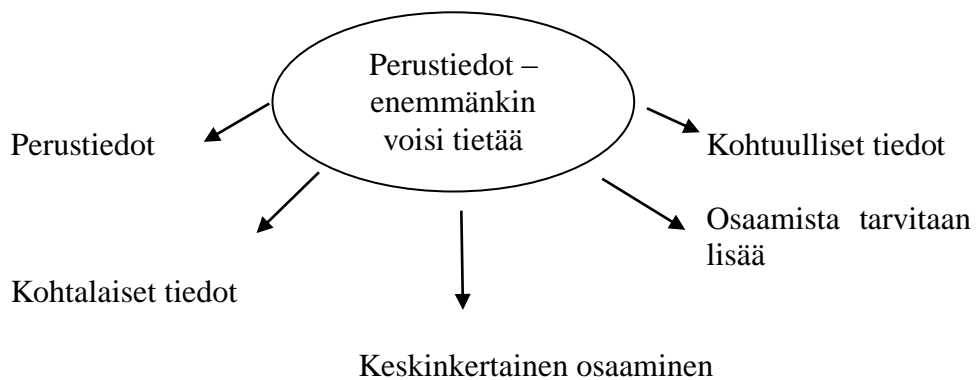 Perustiedot –
enemmänkin
voisi tietää
Perustiedot
Kohtuulliset tiedot
Osaamista tarvitaan
lisää
Kohtalaiset tiedot
Keskinkertainen osaaminen